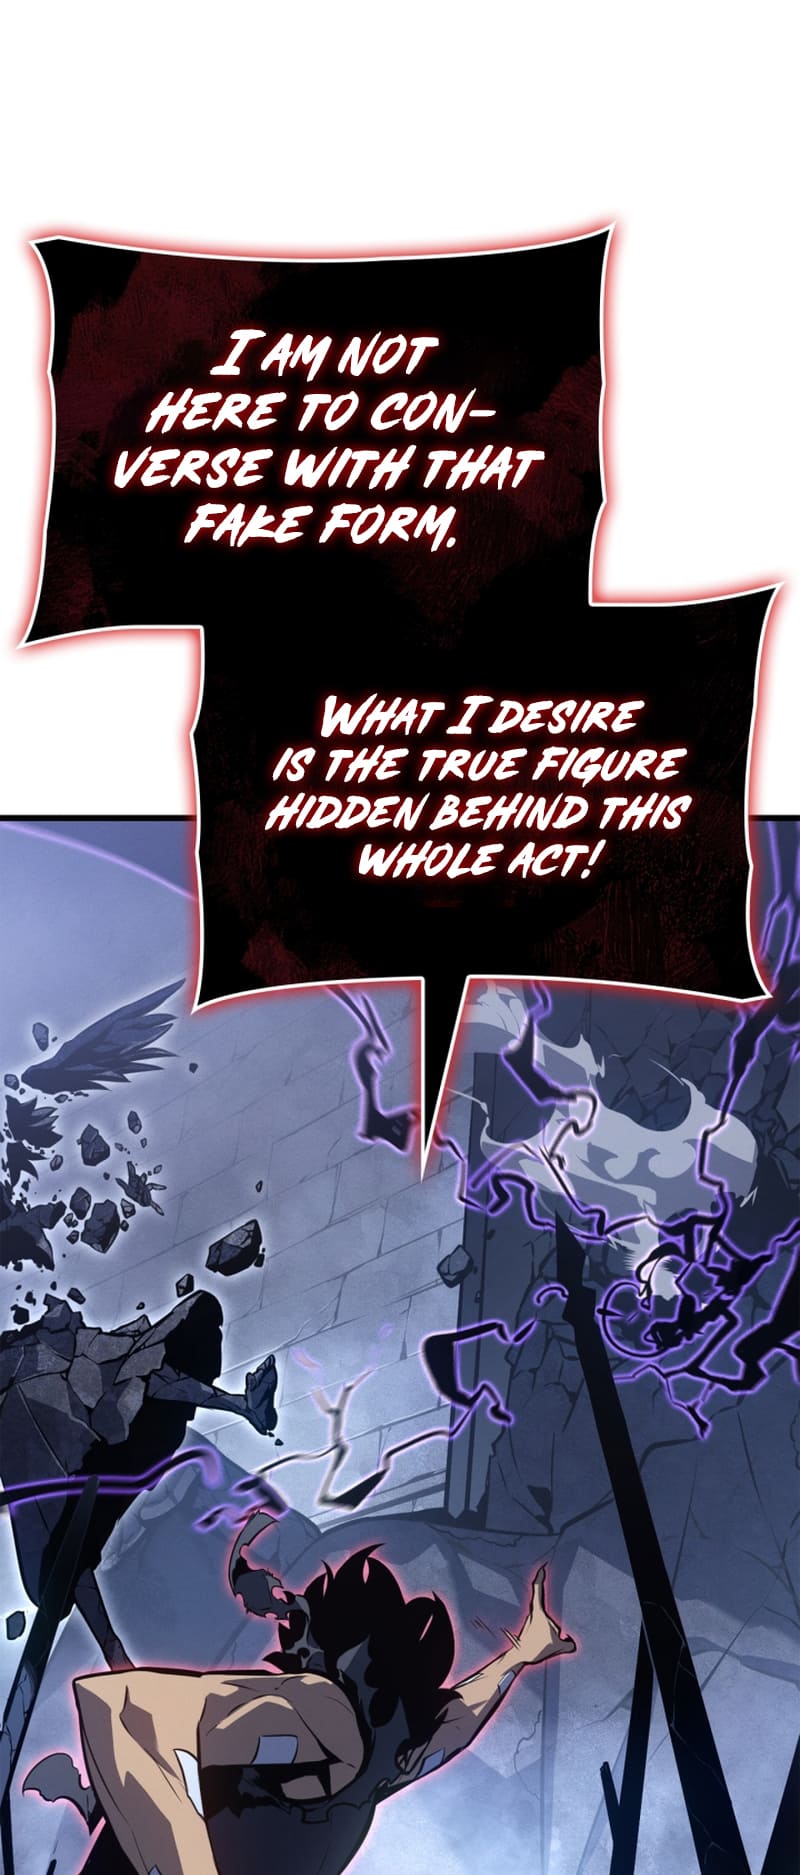 I AM NOT
HERE TO CON-
VERSE WITH THAT
FAKE FORM.
WHAT I DESIRE
IS THE TRUE FIGURE
HIDDEN BEHIND THIS
WHOLE ACT!